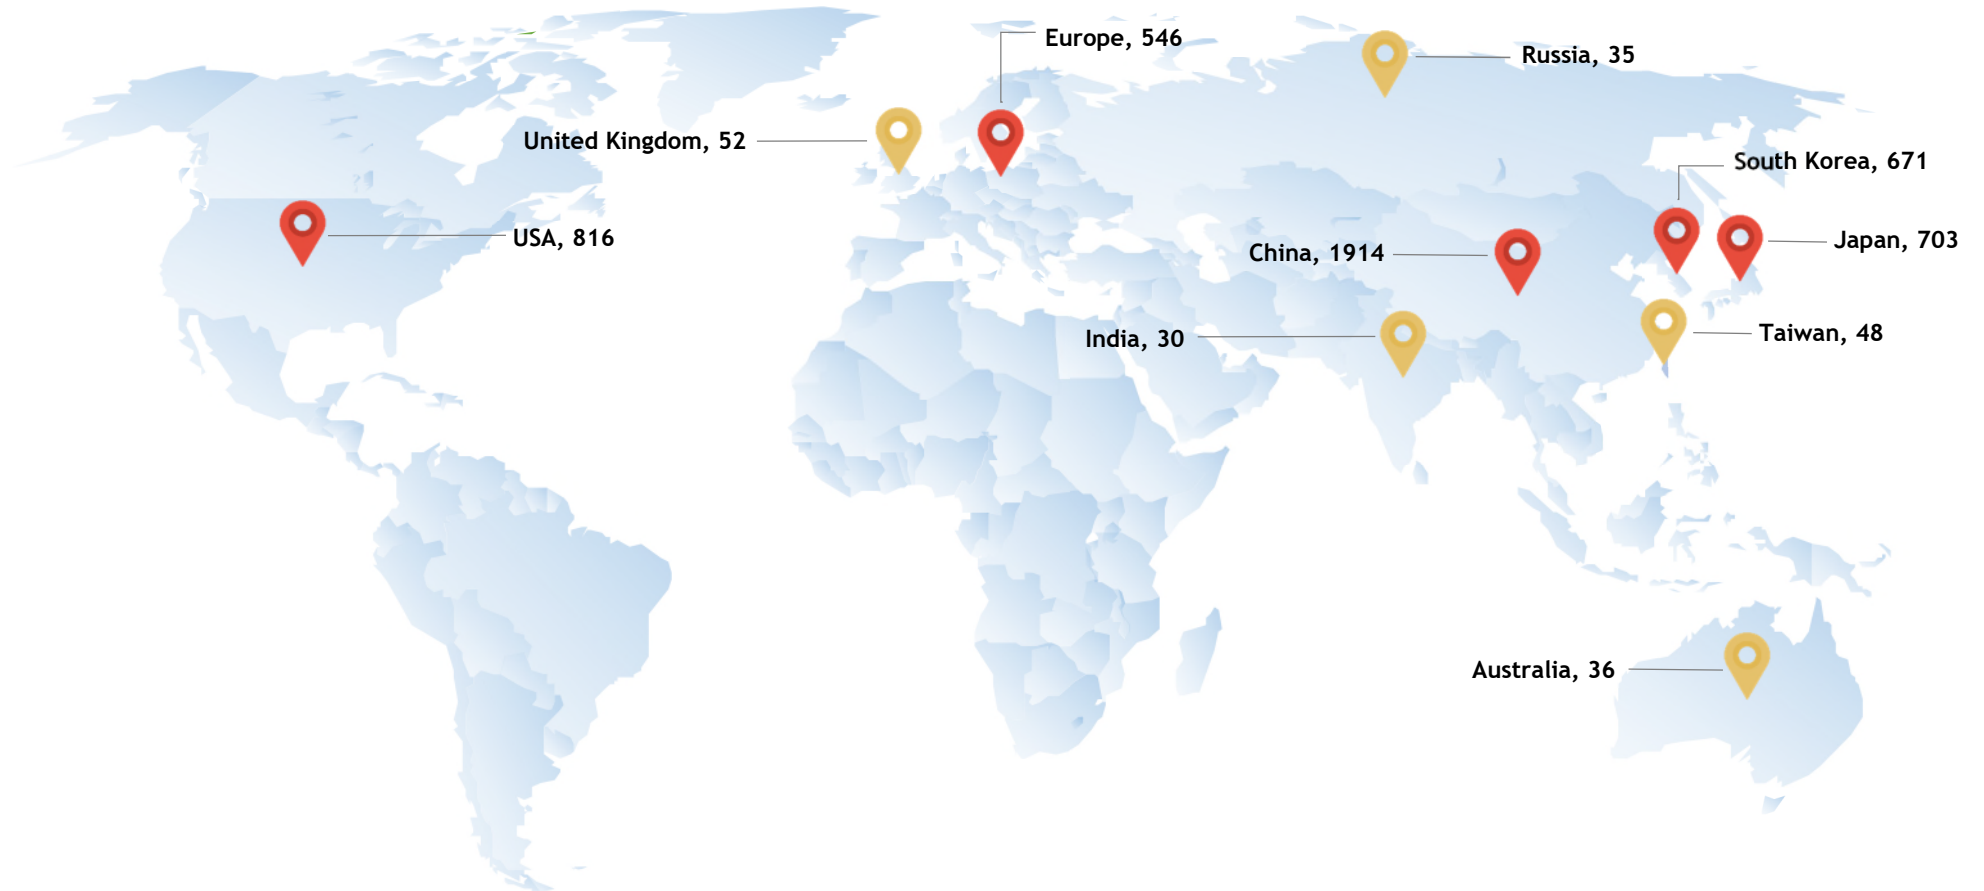 Europe, 546
Russia, 35
United Kingdom, 52
South Korea, 671
USA, 816
China, 1914
Japan, 703
India, 30
Taiwan, 48
Australia, 36